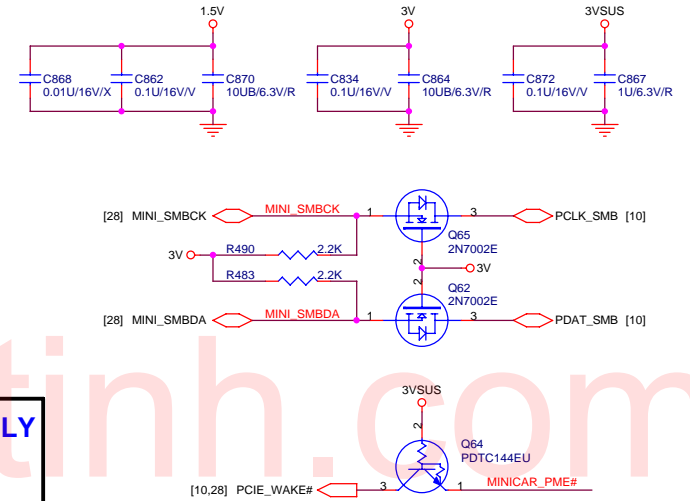 1.5V
3V
3VSUS
C868
0.01U/16V/X
C862
0.1U/16V/V
C870
10UB/6.3V/R
C834
0.1U/16V/V
C864
10UB/6.3V/R
C872
0.1U/16V/V
C867
1U/6.3V/R
[28] MINI_SMBCK
MINI_SMBCK
1
3
PCLK_SMB [10]
Q65
2N7002E
2
3V
R490
2.2K
3V
R483
2.2K
2
Q62
2N7002E
[28] MINI_SMBDA
MINI_SMBDA
1
3
PDAT_SMB [10]
tinh.com
LY
3VSUS
2
Q64
PDTC144EU
[10,28] PCIE_WAKE#
3
1
MINICAR_PME#